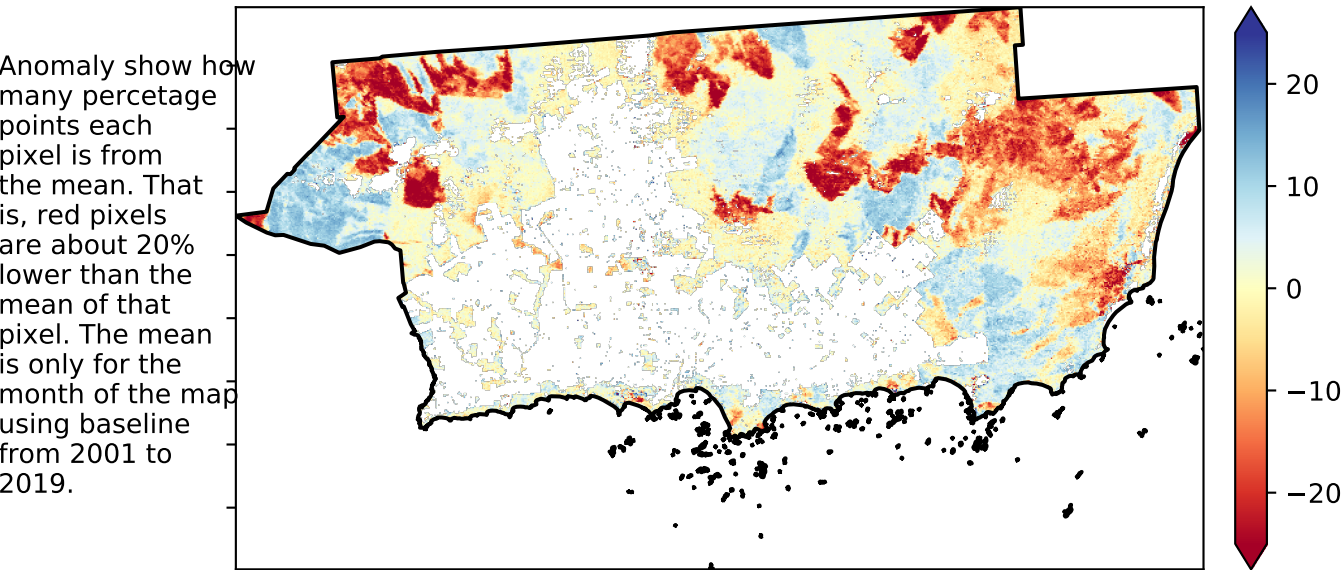 Anomaly show how
many percetage
points each
pixel is from
the mean. That
is, red pixels
are about 20%
lower than the
mean of that
pixel. The mean
is only for the
month of the map
using baseline
from 2001 to
2019.
20
10
0
−10
−20